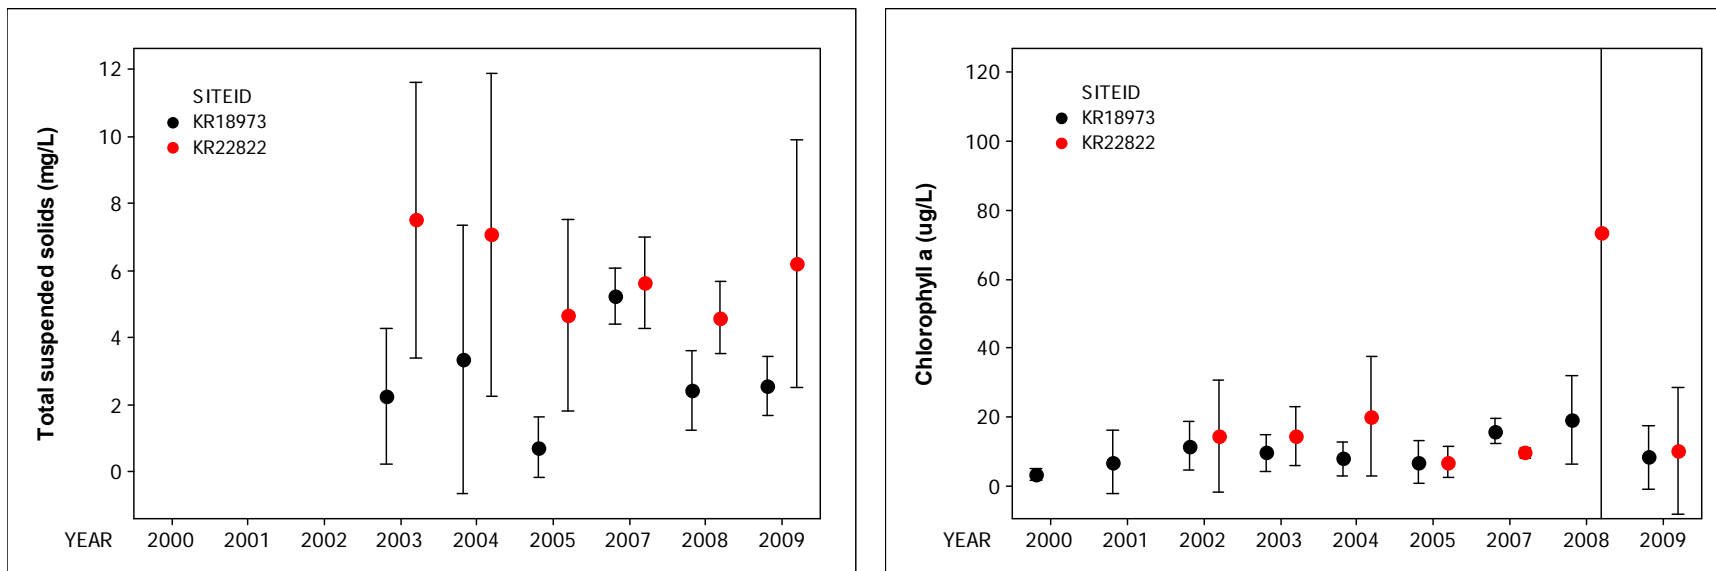 Total suspended solids (mg/L)
12
10
8
6
4
2
0
SITEID
KR18973
KR22822
YEAR 2000 2001 2002 2003 2004 2005 2007 2008 2009
Chlorophyll a (ug/L)
120
100
80
60
40
20
0
SITEID
KR18973
KR22822
YEAR 2000 2001 2002 2003 2004 2005 2007 2008 2009